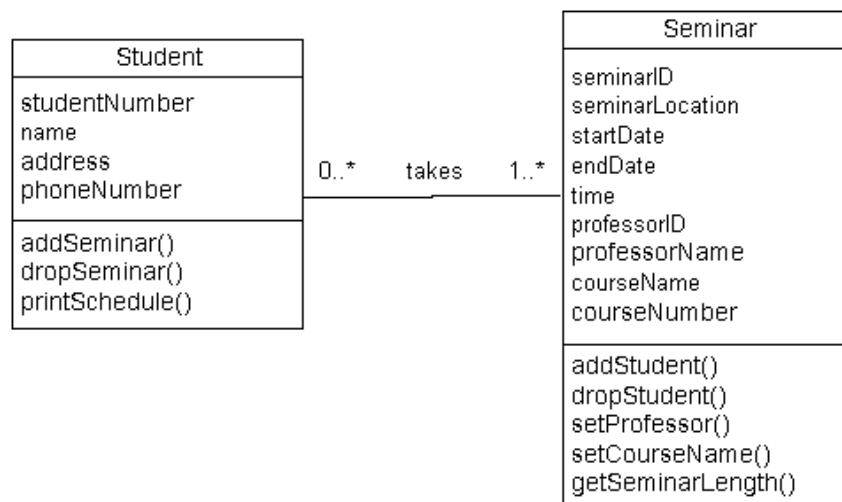 Student
studentNumber
name
address
phoneNumber
addSeminar()
dropSeminar()
printSchedule()
0..* takes 1..*
Seminar
seminarID
seminarLocation
startDate
endDate
time
professorID
professorName
courseName
courseNumber
addStudent()
dropStudent()
setProfessor()
setCourseName()
getSeminarLength()